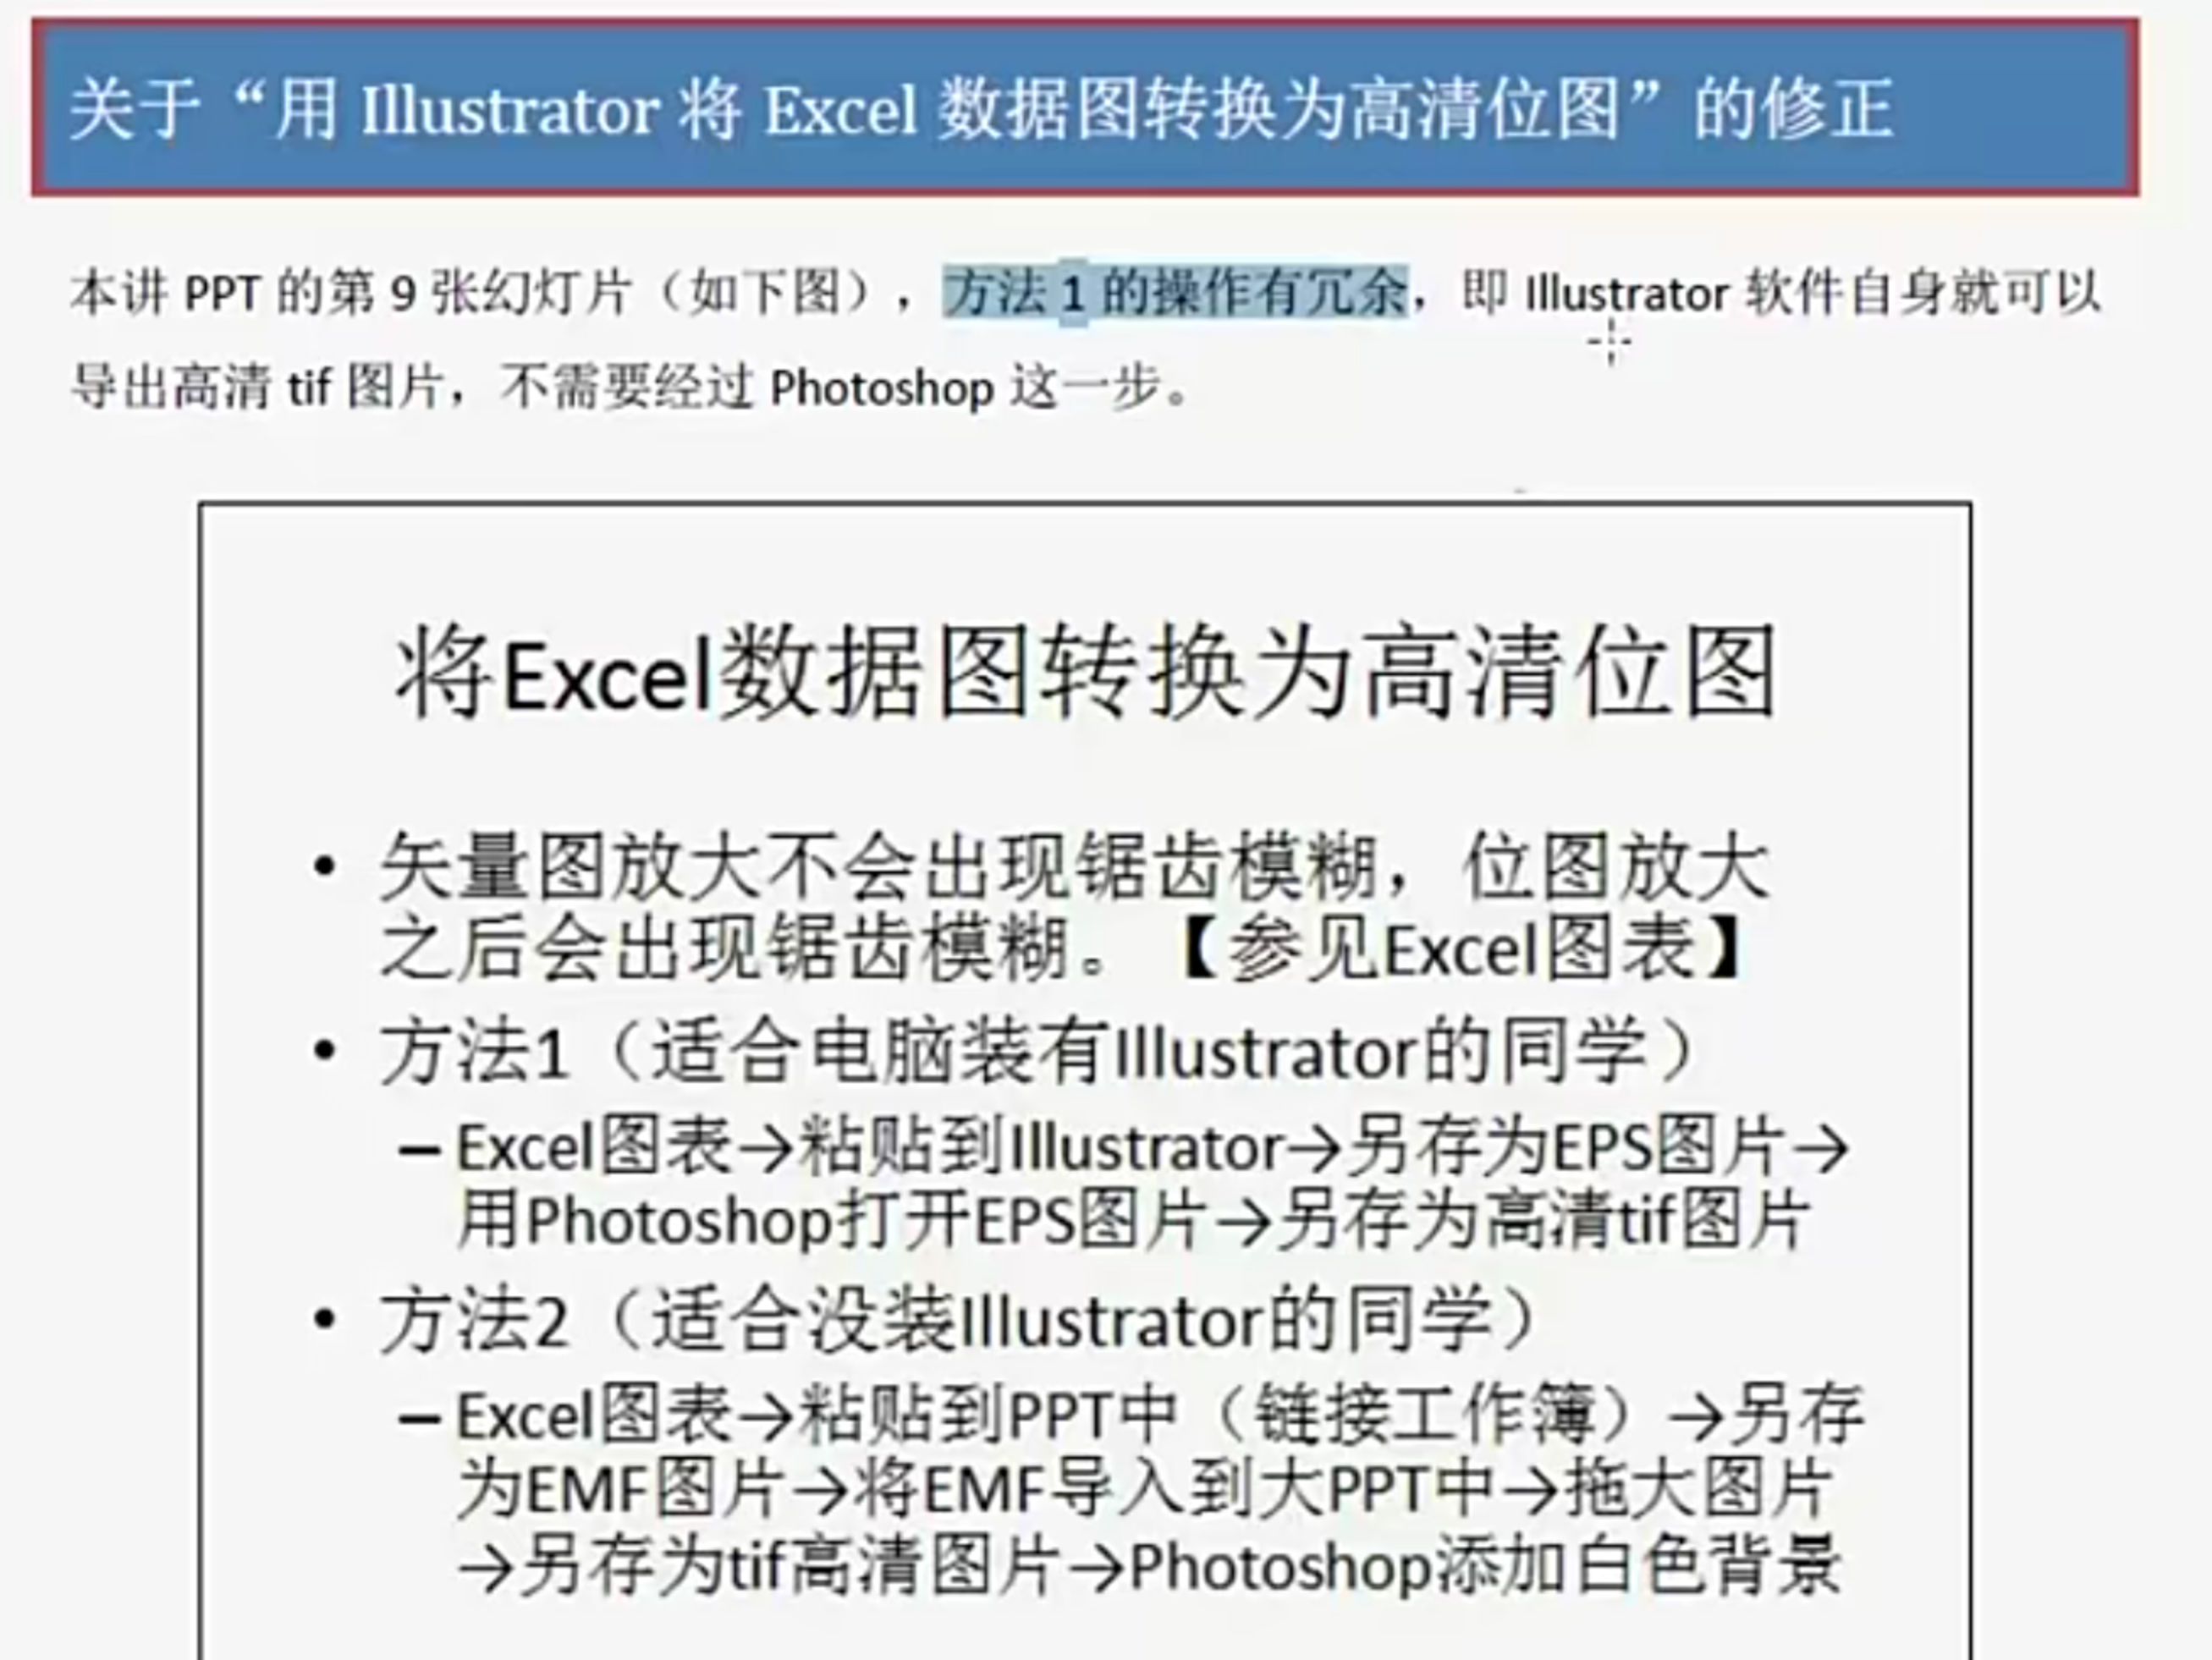 关于“用 Illustrator 将 Excel 数据图转换为高清位图”的修正
本讲 PPT 的第 9 张幻灯片（如下图），方法 1 的操作有冗余，即 Illustrator 软件自身就可以
导出高清 tif 图片，不需要经过 Photoshop 这一步。
将Excel数据图转换为高清位图
• 矢量图放大不会出现锯齿模糊，位图放大
之后会出现锯齿模糊。【参见Excel图表】
• 方法1（适合电脑装有Illustrator的同学）
– Excel图表→粘贴到Illustrator→另存为EPS图片→
用Photoshop打开EPS图片→另存为高清tif图片
• 方法2（适合没装Illustrator的同学）
– Excel图表→粘贴到PPT中（链接工作簿）→另存
为EMF图片→将EMF导入到大PPT中→拖大图片
→另存为tif高清图片→Photoshop添加白色背景